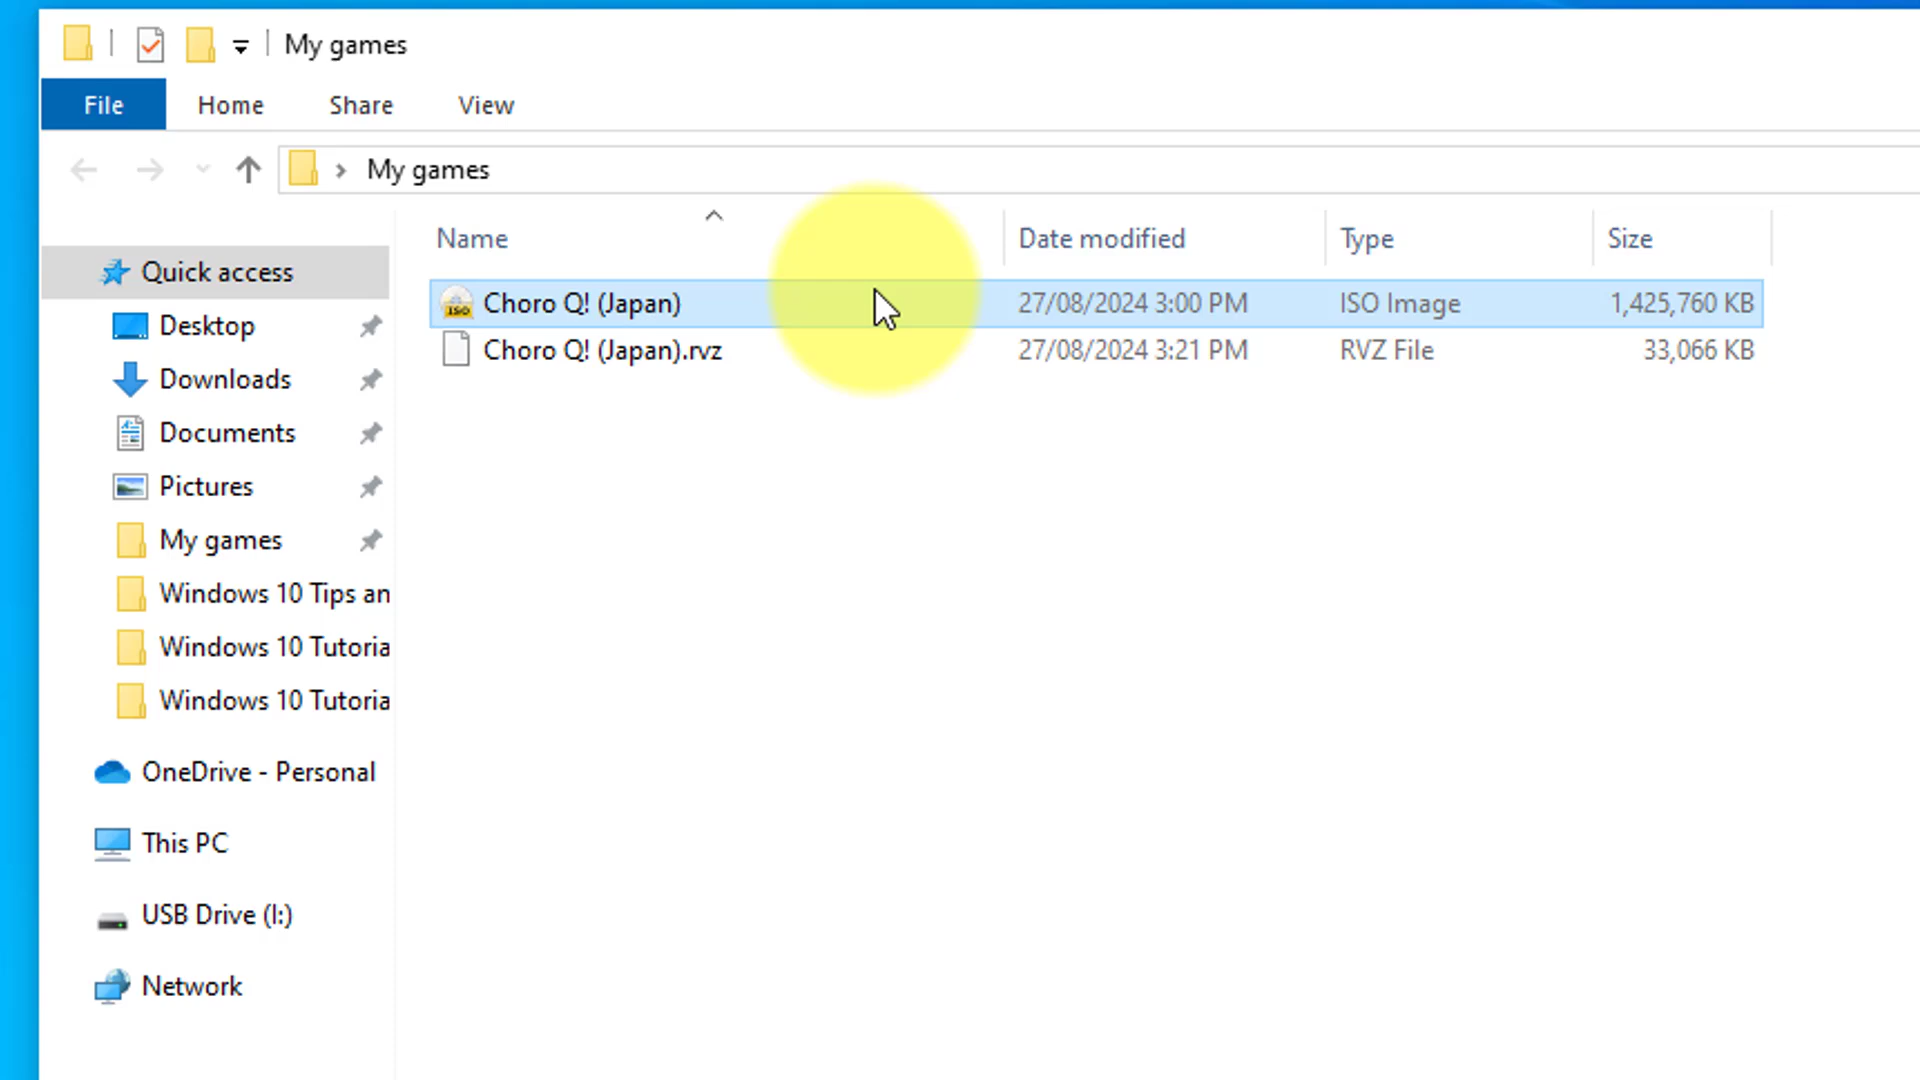 My games
File Home Share View
My games
Name Date modified Type Size
Quick access
Choro Q! (Japan) 27/08/2024 3:00 PM ISO Image 1,425,760 KB
Choro Q! (Japan).rvz 27/08/2024 3:21 PM RVZ File 33,066 KB
Desktop
Downloads
Documents
Pictures
My games
Windows 10 Tips an
Windows 10 Tutoria
Windows 10 Tutoria
OneDrive - Personal
This PC
USB Drive (I:)
Network